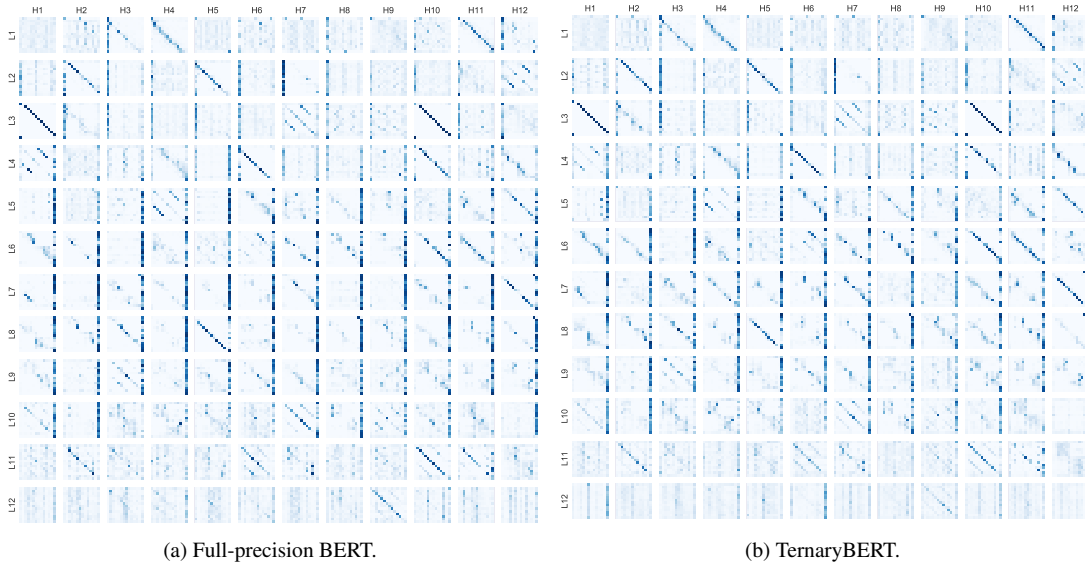 H1 H2 H3 H4 H5 H6 H7 H8 H9 H10 H11 H12
L1
L2
L3
L4
L5
L6
L7
L8
L9
L10
L11
L12
(a) Full-precision BERT.
H1 H2 H3 H4 H5 H6 H7 H8 H9 H10 H11 H12
L1
L2
L3
L4
L5
L6
L7
L8
L9
L10
L11
L12
(b) TernaryBERT.